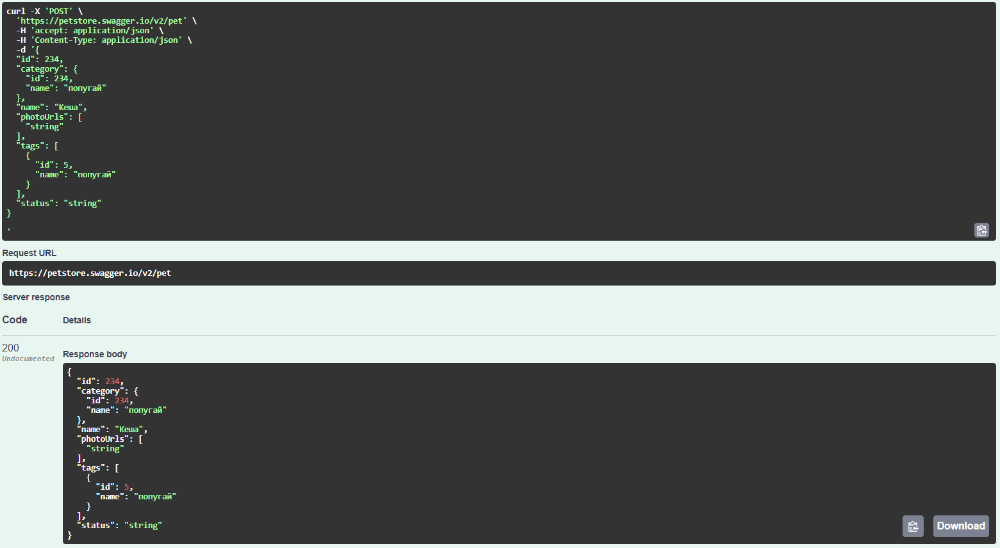 curl -X 'POST' \
  'https://petstore.swagger.io/v2/pet' \
  -H 'accept: application/json' \
  -H 'Content-Type: application/json' \
  -d '{
  "id": 234,
  "category": {
    "id": 234,
    "name": "попугай"
  },
  "name": "Кеша",
  "photoUrls": [
    "string"
  ],
  "tags": [
    {
      "id": 5,
      "name": "попугай"
    }
  ],
  "status": "string"
}
'
Request URL
https://petstore.swagger.io/v2/pet
Server response
Code Details
200
Undocumented
Response body
{
  "id": 234,
  "category": {
    "id": 234,
    "name": "попугай"
  },
  "name": "Кеша",
  "photoUrls": [
    "string"
  ],
  "tags": [
    {
      "id": 5,
      "name": "попугай"
    }
  ],
  "status": "string"
}
Download